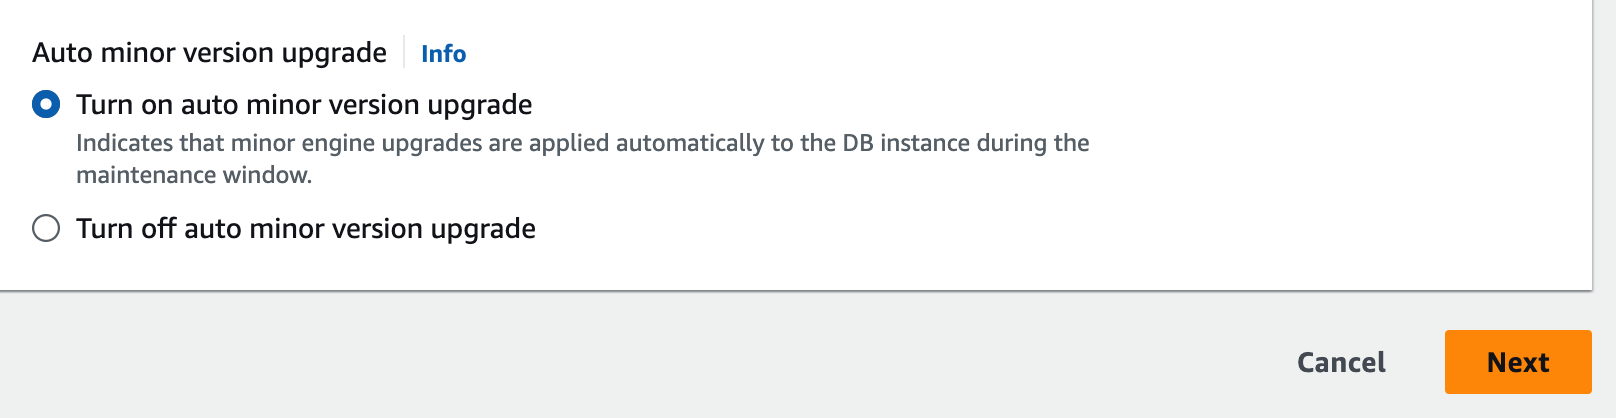 Auto minor version upgrade Info
Turn on auto minor version upgrade
Indicates that minor engine upgrades are applied automatically to the DB instance during the
maintenance window.
Turn off auto minor version upgrade
Cancel Next